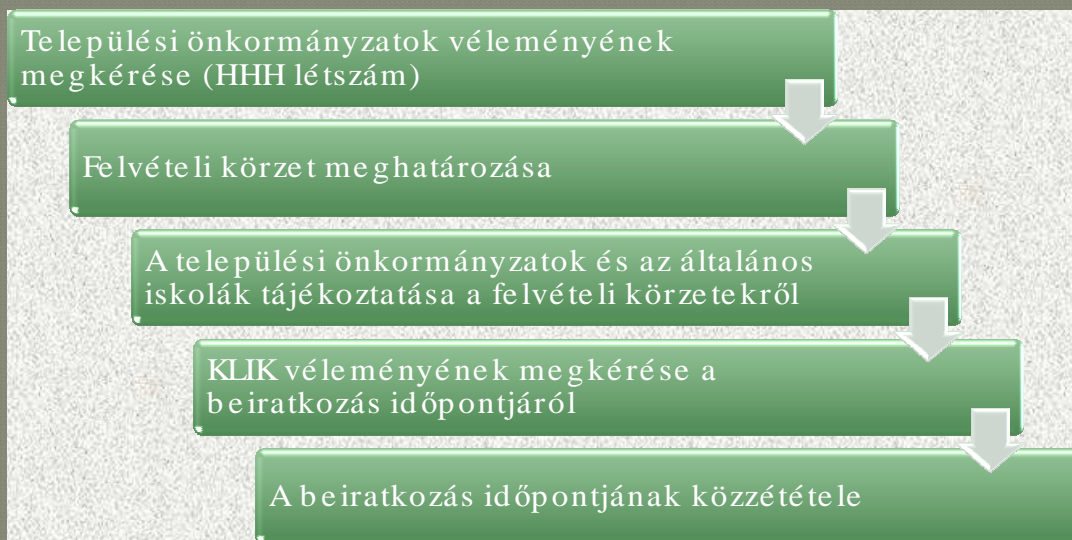 Települési önkormányzatok véleményének
megkérése (HHH létszám)
Felvételi körzet meghatározása
A települési önkormányzatok és az általános
iskolák tájékoztatása a felvételi körzetekről
KLIK véleményének megkérése a
beiratkozás időpontjáról
A beiratkozás időpontjának közzététele